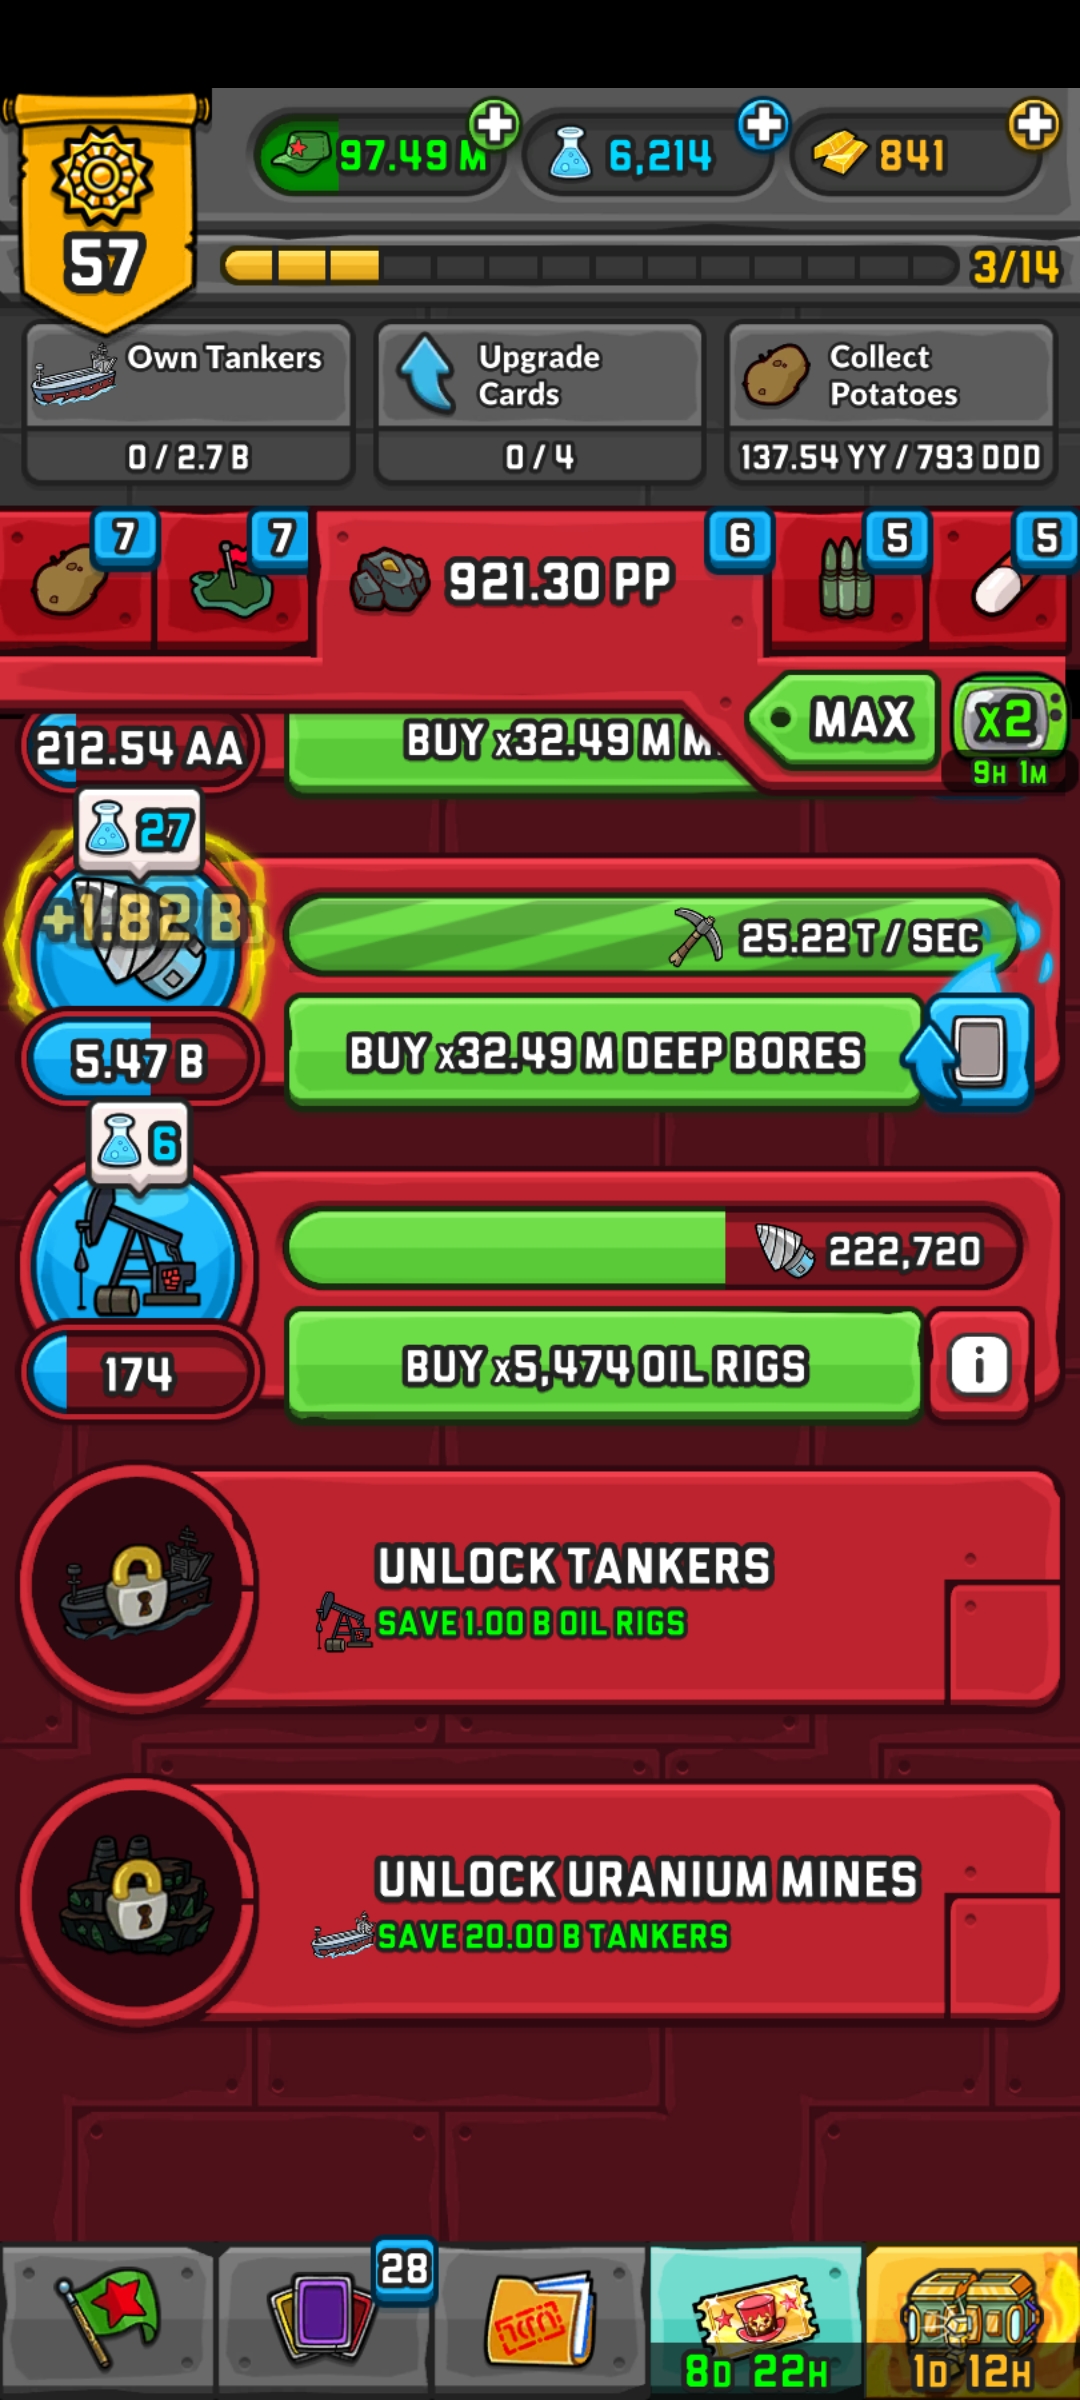 97.49 M
6,214
841
57
3/14
Own Tankers
0 / 2.7 B
Upgrade
Cards
0 / 4
Collect
Potatoes
137.54 YY / 793 DDD
7
7
921.30 PP
6
5
5
MAX
x2
9H 1M
212.54 AA
BUY x32.49 M M
27
+1.82 B
25.22 T / SEC
5.47 B
BUY x32.49 M DEEP BORES
6
222,720
174
BUY x5,474 OIL RIGS
i
UNLOCK TANKERS
SAVE 1.00 B OIL RIGS
UNLOCK URANIUM MINES
SAVE 20.00 B TANKERS
28
8D 22H
1D 12H